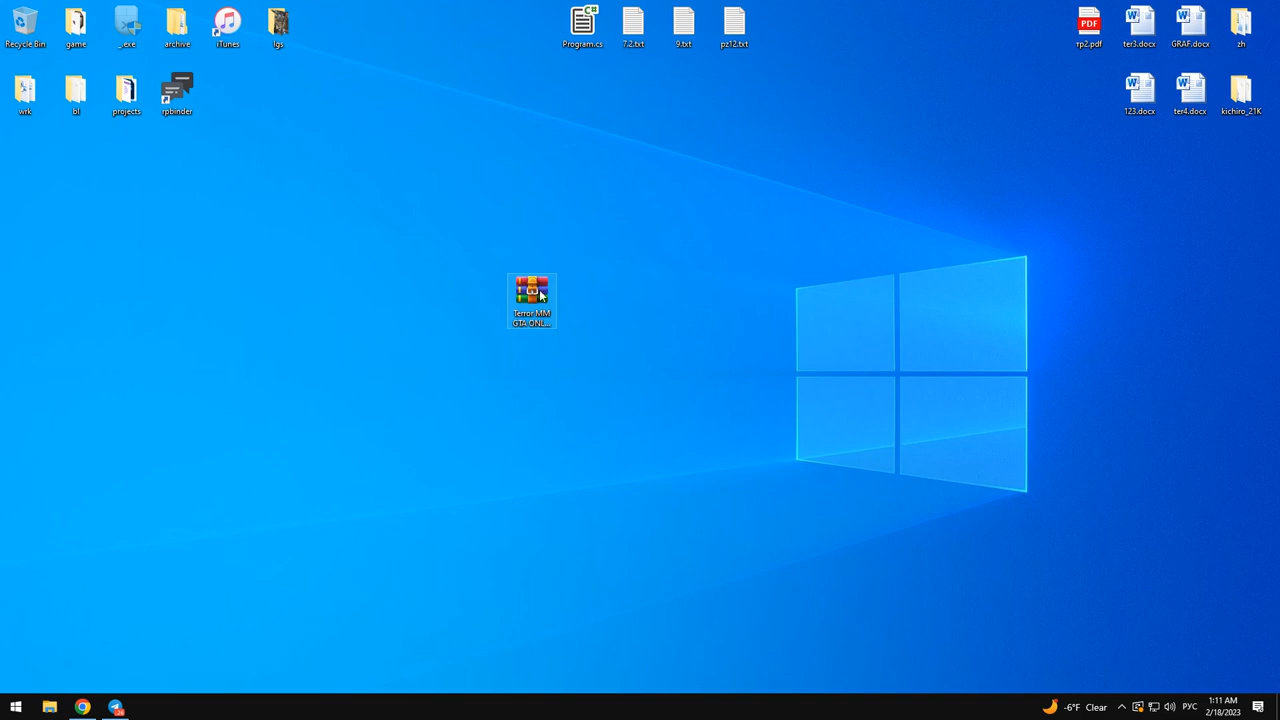 Recycle Bin
game
_.exe
archive
iTunes
lgs
Program.cs
7.2.txt
9.txt
pz12.txt
PDF
тр2.pdf
ter3.docx
GRAF.docx
zh
wrk
bl
projects
rpbinder
123.docx
ter4.docx
kichiro_21K
Terror MM
GTA ONL...
-6°F Clear
РУС
1:11 AM
2/18/2023